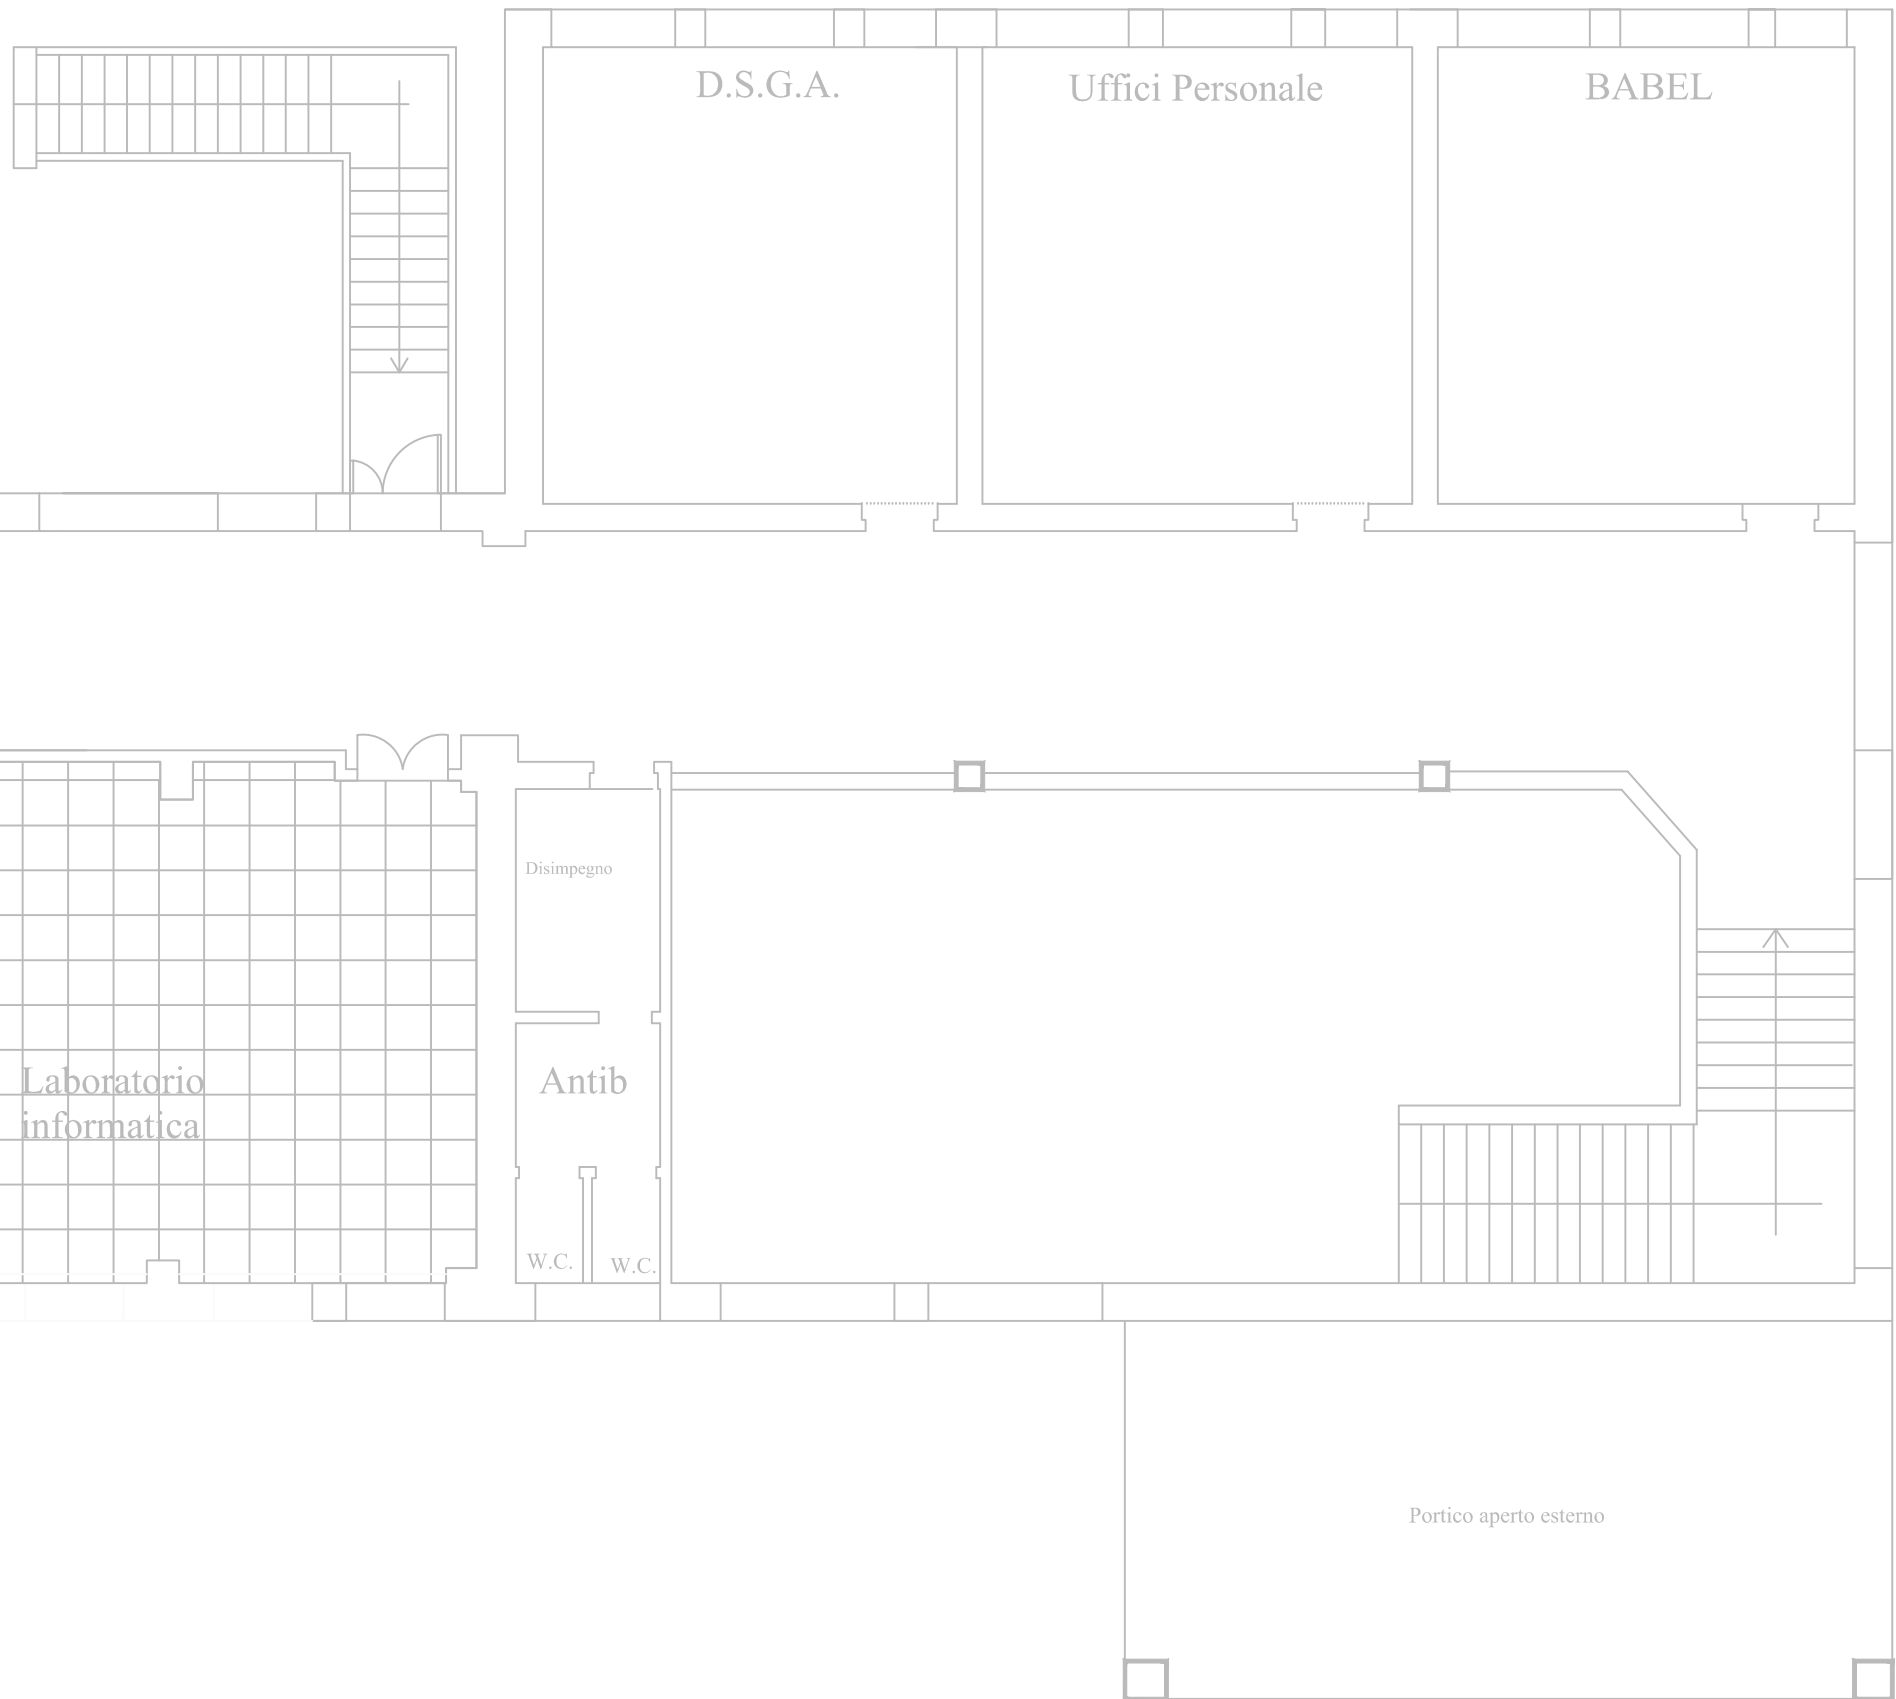 D.S.G.A.
Uffici Personale
BABEL
Disimpegno
Laboratorio
informatica
Antib
W.C.
W.C.
Portico aperto esterno